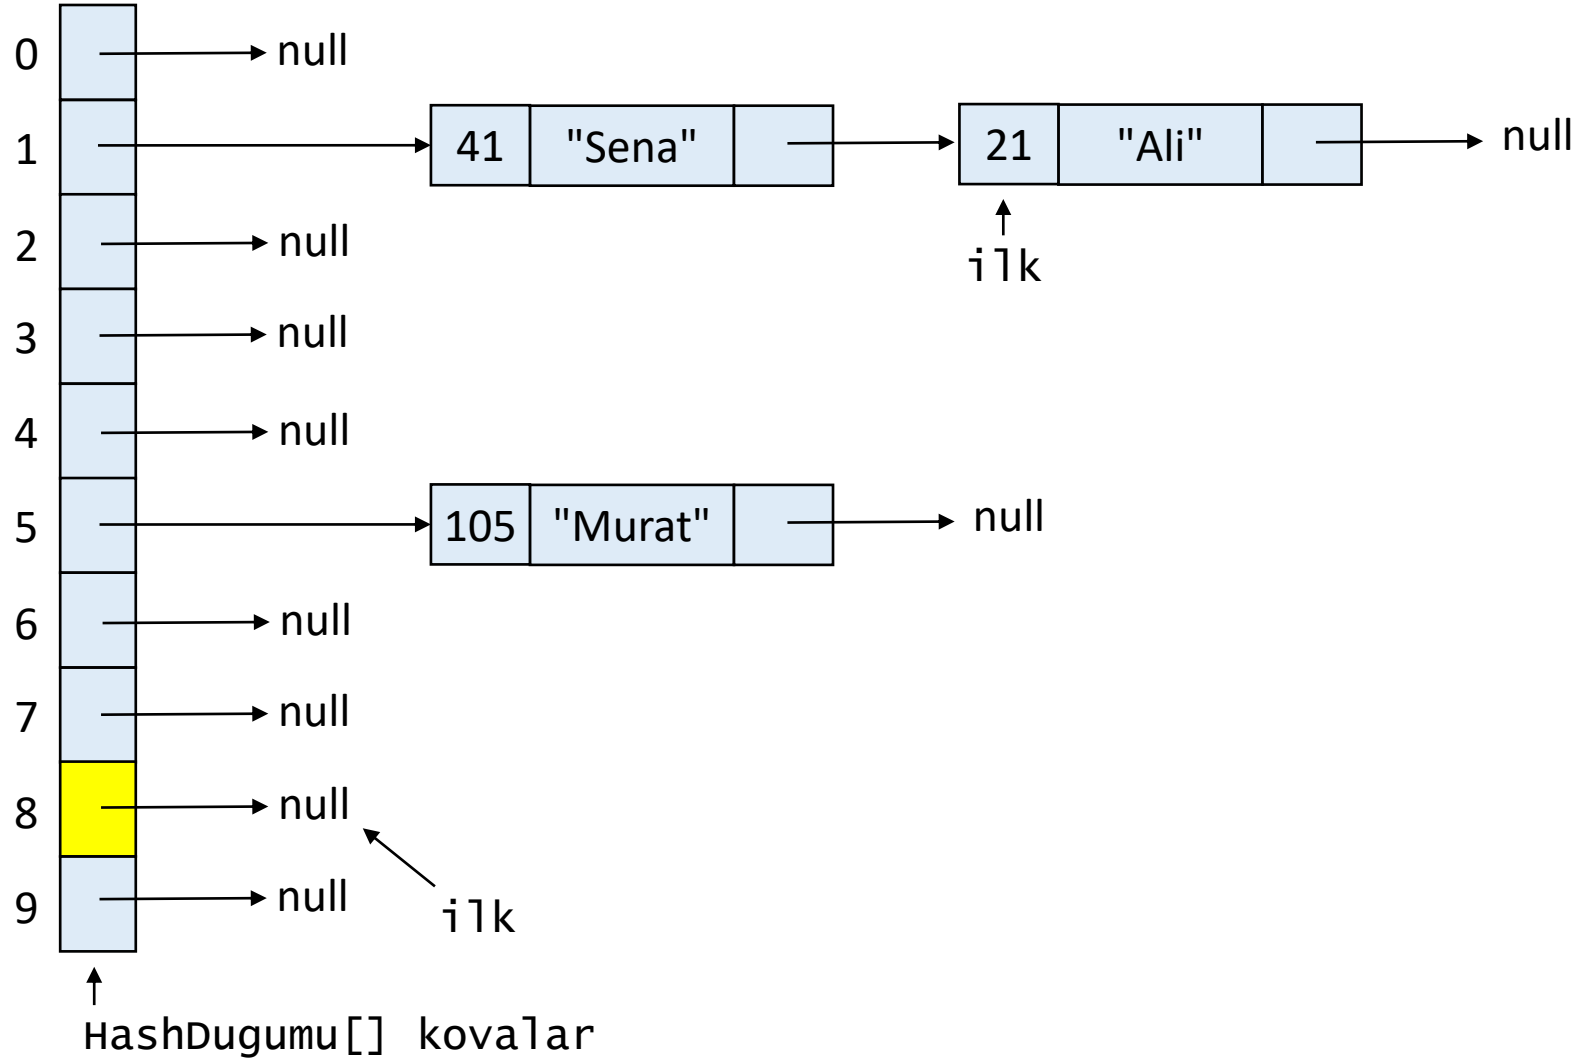 0 null
1 41 "Sena" 21 "Ali" null
2 null
ilk
3 null
4 null
5 105 "Murat" null
6 null
7 null
8 null
9 null
ilk
HashDugumu[] kovalar